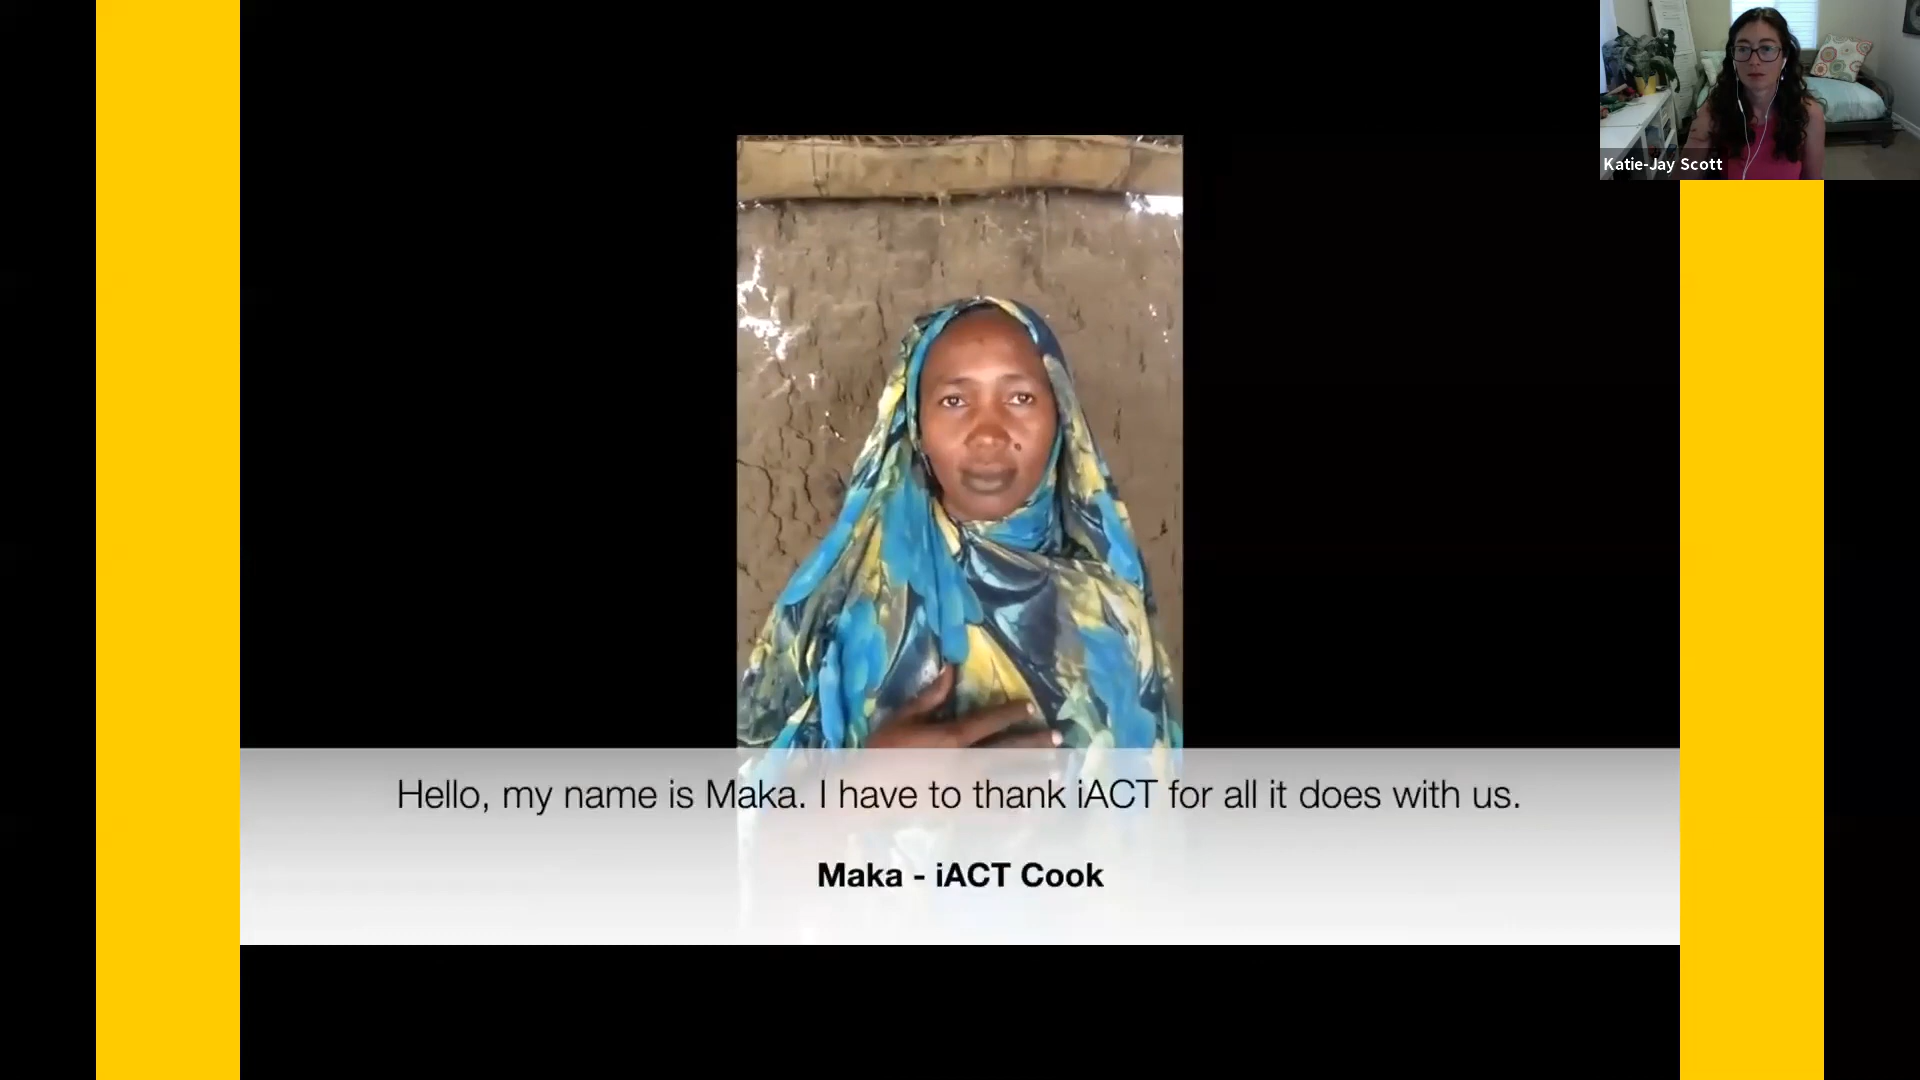 Katie-Jay Scott
Hello, my name is Maka. I have to thank iACT for all it does with us.
Maka - iACT Cook